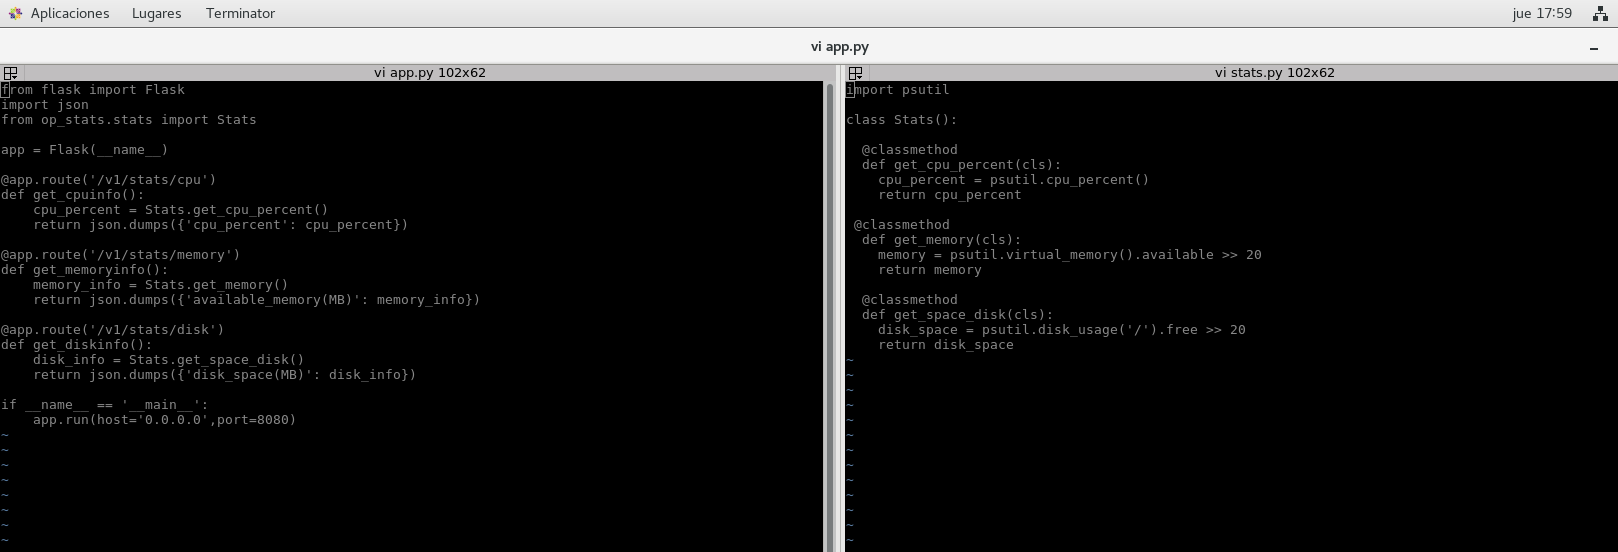 Aplicaciones Lugares Terminator jue 17:59
vi app.py
vi app.py 102x62
from flask import Flask
import json
from op_stats.stats import Stats

app = Flask(__name__)

@app.route('/v1/stats/cpu')
def get_cpuinfo():
    cpu_percent = Stats.get_cpu_percent()
    return json.dumps({'cpu_percent': cpu_percent})

@app.route('/v1/stats/memory')
def get_memoryinfo():
    memory_info = Stats.get_memory()
    return json.dumps({'available_memory(MB)': memory_info})

@app.route('/v1/stats/disk')
def get_diskinfo():
    disk_info = Stats.get_space_disk()
    return json.dumps({'disk_space(MB)': disk_info})

if __name__ == '__main__':
    app.run(host='0.0.0.0',port=8080)
~
~
~
~
~
~
~
~
vi stats.py 102x62
import psutil

class Stats():

  @classmethod
  def get_cpu_percent(cls):
    cpu_percent = psutil.cpu_percent()
    return cpu_percent

 @classmethod
  def get_memory(cls):
    memory = psutil.virtual_memory().available >> 20
    return memory

  @classmethod
  def get_space_disk(cls):
    disk_space = psutil.disk_usage('/').free >> 20
    return disk_space
~
~
~
~
~
~
~
~
~
~
~
~
~